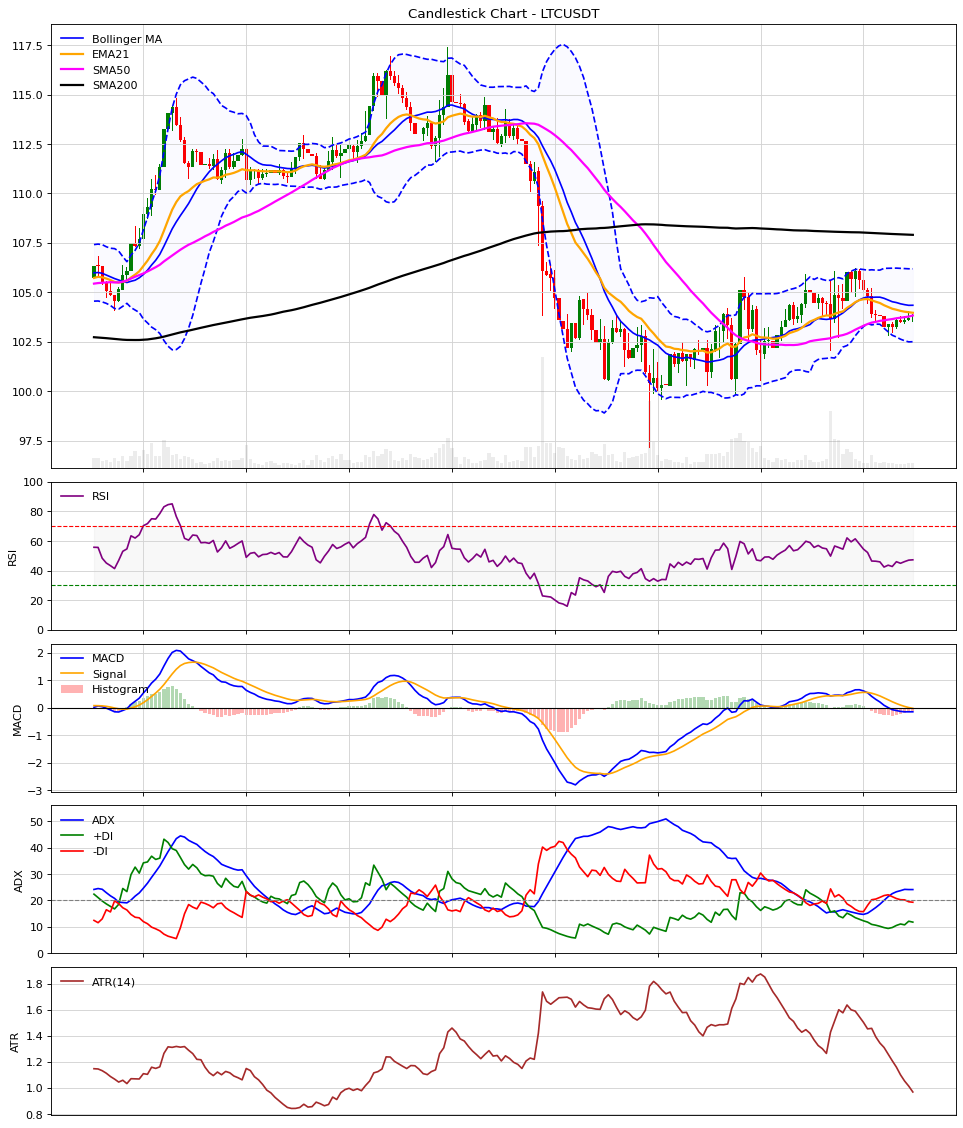 Candlestick Chart - LTCUSDT
Bollinger MA
EMA21
SMA50
SMA200
117.5
115.0
112.5
110.0
107.5
105.0
102.5
100.0
97.5
RSI
RSI
100
80
60
40
20
0
MACD
Signal
Histogram
MACD
2
1
0
−1
−2
−3
ADX
+DI
-DI
ADX
50
40
30
20
10
0
ATR(14)
ATR
1.8
1.6
1.4
1.2
1.0
0.8